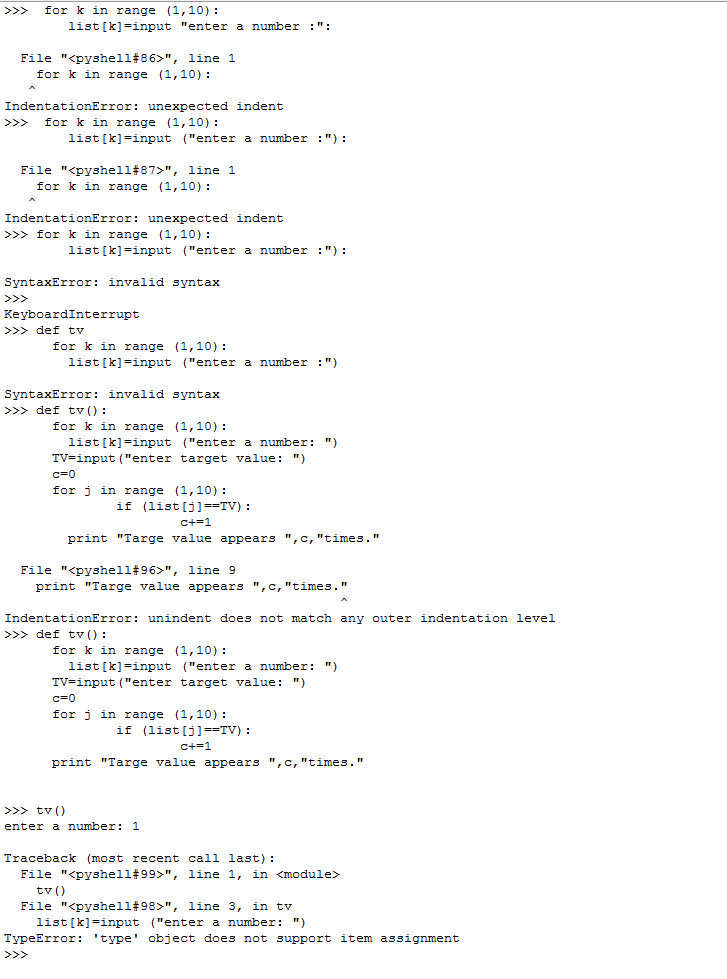 >>>  for k in range (1,10):
        list[k]=input "enter a number :":

  File "<pyshell#86>", line 1
    for k in range (1,10):
   ^
IndentationError: unexpected indent
>>>  for k in range (1,10):
        list[k]=input ("enter a number :"):

  File "<pyshell#87>", line 1
    for k in range (1,10):
   ^
IndentationError: unexpected indent
>>> for k in range (1,10):
        list[k]=input ("enter a number :"):

SyntaxError: invalid syntax
>>>
KeyboardInterrupt
>>> def tv
      for k in range (1,10):
        list[k]=input ("enter a number :")

SyntaxError: invalid syntax
>>> def tv():
      for k in range (1,10):
        list[k]=input ("enter a number: ")
      TV=input("enter target value: ")
      c=0
      for j in range (1,10):
              if (list[j]==TV):
                      c+=1
        print "Targe value appears ",c,"times."

  File "<pyshell#96>", line 9
    print "Targe value appears ",c,"times."
                                          ^
IndentationError: unindent does not match any outer indentation level
>>> def tv():
      for k in range (1,10):
        list[k]=input ("enter a number: ")
      TV=input("enter target value: ")
      c=0
      for j in range (1,10):
              if (list[j]==TV):
                      c+=1
      print "Targe value appears ",c,"times."


>>> tv()
enter a number: 1

Traceback (most recent call last):
  File "<pyshell#99>", line 1, in <module>
    tv()
  File "<pyshell#98>", line 3, in tv
    list[k]=input ("enter a number: ")
TypeError: 'type' object does not support item assignment
>>>